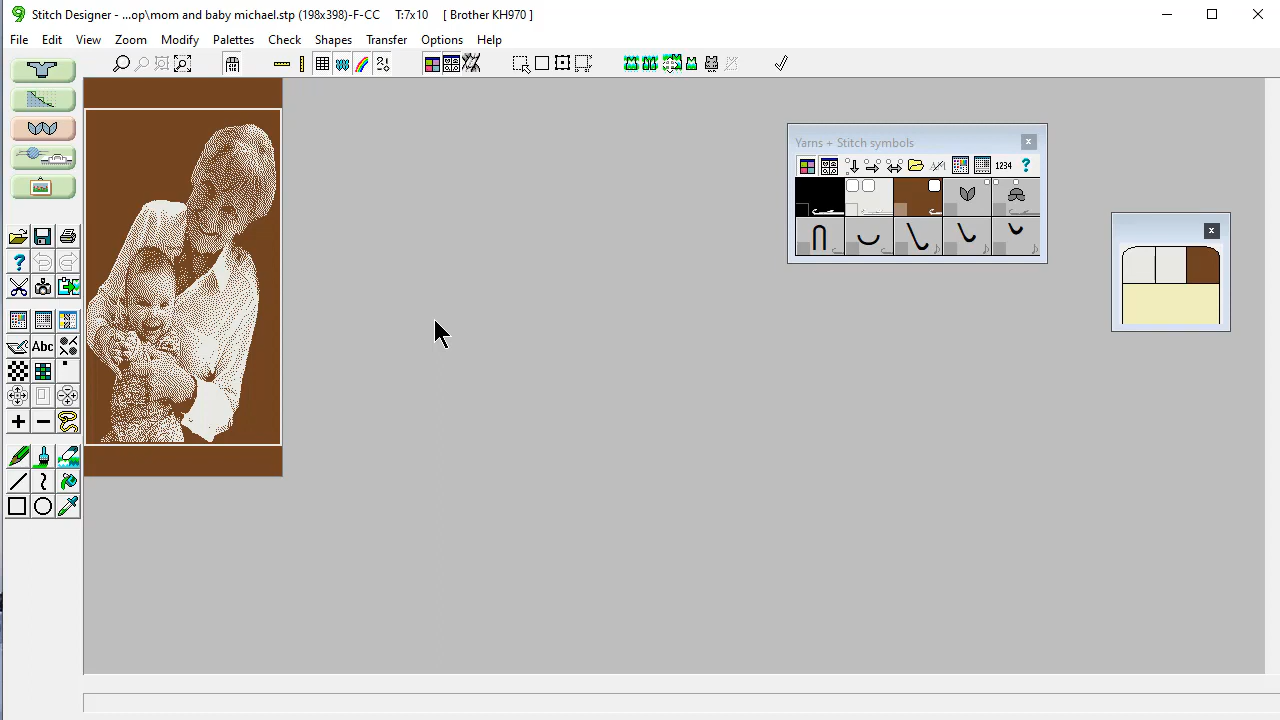 Stitch Designer - ...op\mom and baby michael.stp (198x398)-F-CC T:7x10 [ Brother KH970 ]
File Edit View Zoom Modify Palettes Check Shapes Transfer Options Help
Yarns + Stitch symbols
1234
Abc